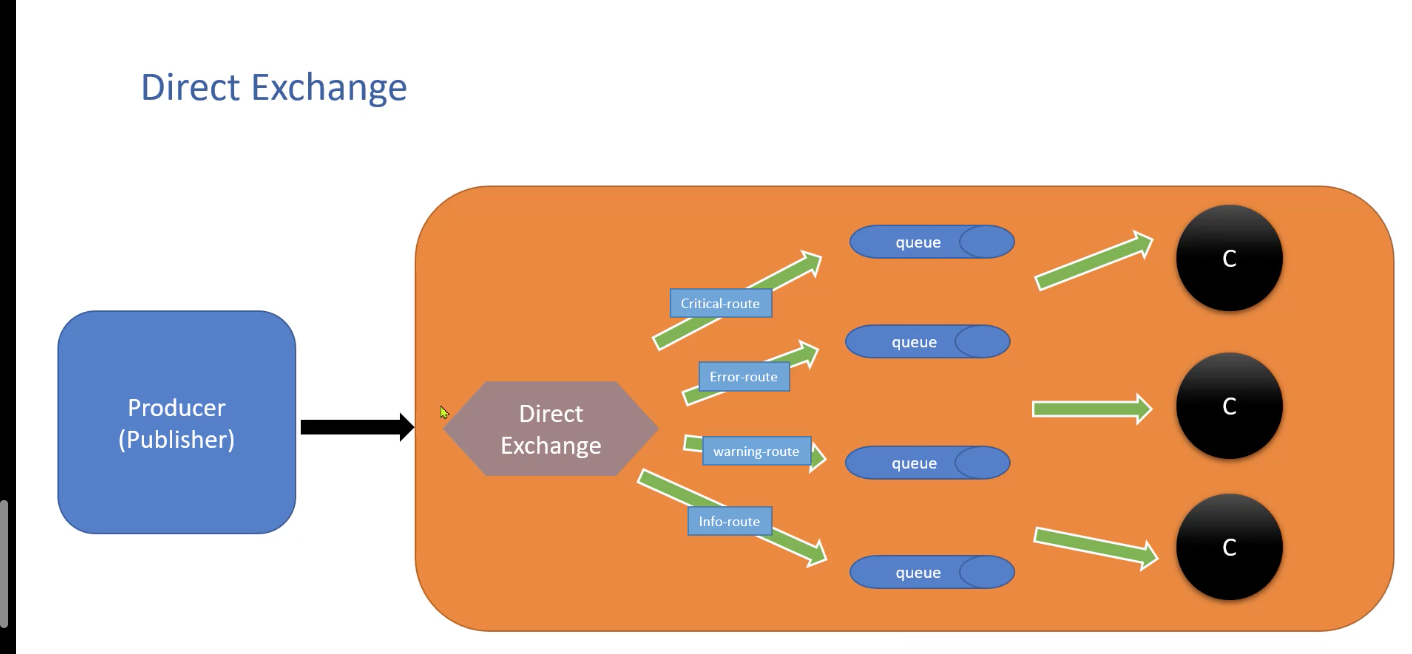 Direct Exchange
Producer
(Publisher)
Direct
Exchange
Critical-route
Error-route
warning-route
Info-route
queue
queue
queue
queue
C
C
C